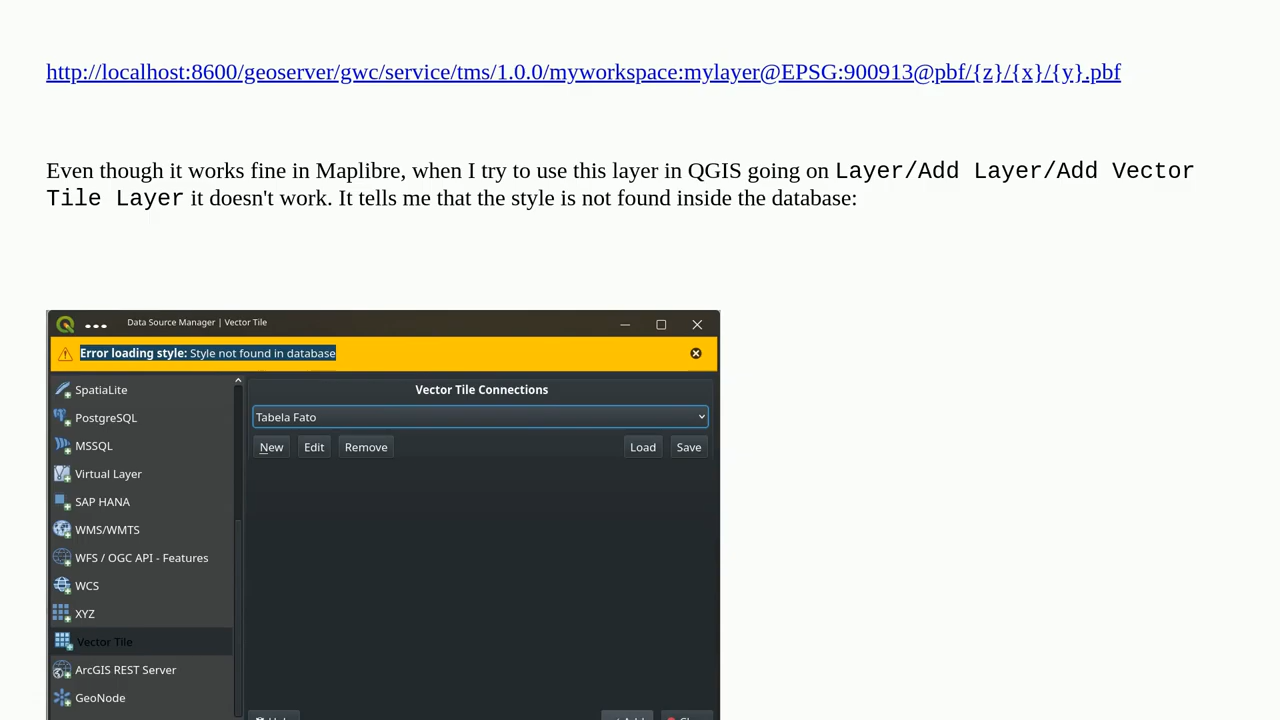 http://localhost:8600/geoserver/gwc/service/tms/1.0.0/myworkspace:mylayer@EPSG:900913@pbf/{z}/{x}/{y}.pbf
Even though it works fine in Maplibre, when I try to use this layer in QGIS going on Layer/Add Layer/Add Vector
Tile Layer it doesn't work. It tells me that the style is not found inside the database:
Data Source Manager | Vector Tile
Error loading style: Style not found in database
SpatiaLite
PostgreSQL
MSSQL
Virtual Layer
SAP HANA
WMS/WMTS
WFS / OGC API - Features
WCS
XYZ
Vector Tile
ArcGIS REST Server
GeoNode
Vector Tile Connections
Tabela Fato
New Edit Remove Load Save